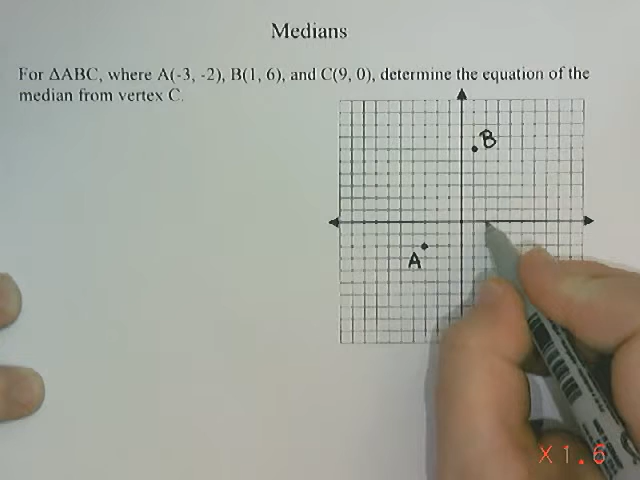 Medians
For ΔABC, where A(-3, -2), B(1, 6), and C(9, 0), determine the equation of the
median from vertex C.
B
A
X1.6